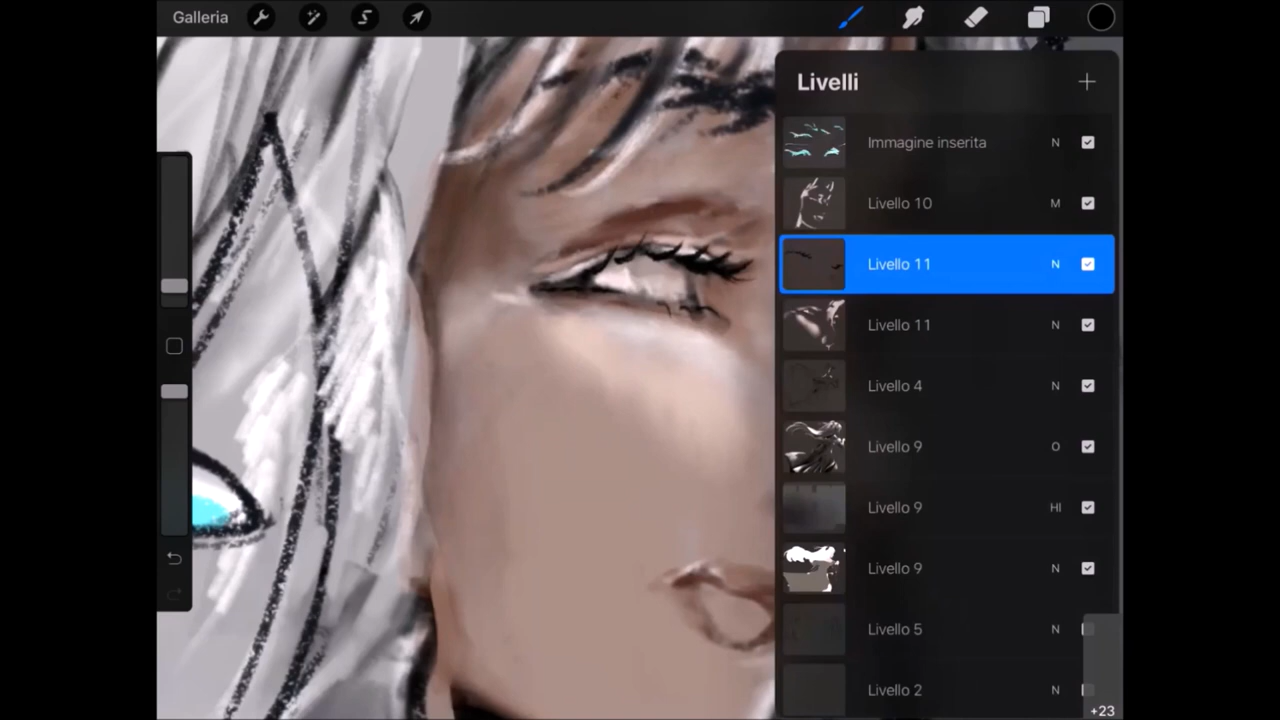 Galleria
Livelli
Immagine inserita N
Livello 10 M
Livello 11 N
Livello 11 N
Livello 4 N
Livello 9 O
Livello 9 HI
Livello 9 N
Livello 5 N
Livello 2 N
+23